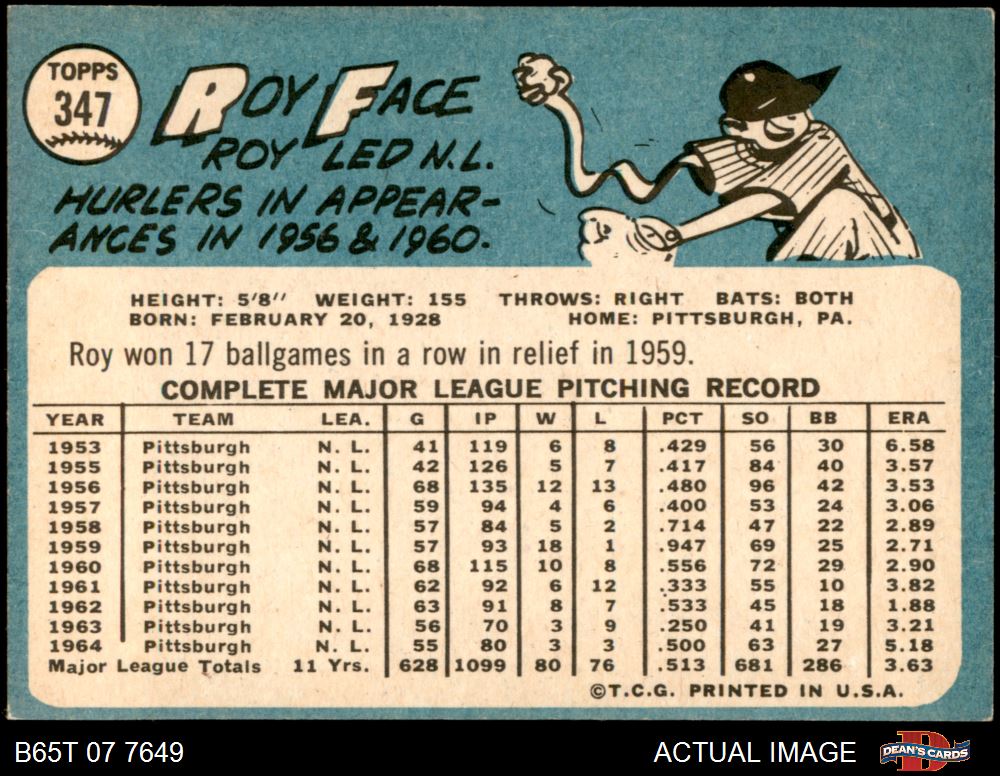 TOPPS
347
ROY FACE
ROY LED N.L.
HURLERS IN APPEAR-
ANCES IN 1956 & 1960.
HEIGHT: 5'8" WEIGHT: 155 THROWS: RIGHT BATS: BOTH
BORN: FEBRUARY 20, 1928 HOME: PITTSBURGH, PA.
Roy won 17 ballgames in a row in relief in 1959.
COMPLETE MAJOR LEAGUE PITCHING RECORD
YEAR TEAM LEA. G IP W L PCT SO BB ERA
1953 Pittsburgh N. L. 41 119 6 8 .429 56 30 6.58
1955 Pittsburgh N. L. 42 126 5 7 .417 84 40 3.57
1956 Pittsburgh N. L. 68 135 12 13 .480 96 42 3.53
1957 Pittsburgh N. L. 59 94 4 6 .400 53 24 3.06
1958 Pittsburgh N. L. 57 84 5 2 .714 47 22 2.89
1959 Pittsburgh N. L. 57 93 18 1 .947 69 25 2.71
1960 Pittsburgh N. L. 68 115 10 8 .556 72 29 2.90
1961 Pittsburgh N. L. 62 92 6 12 .333 55 10 3.82
1962 Pittsburgh N. L. 63 91 8 7 .533 45 18 1.88
1963 Pittsburgh N. L. 56 70 3 9 .250 41 19 3.21
1964 Pittsburgh N. L. 55 80 3 3 .500 63 27 5.18
Major League Totals 11 Yrs. 628 1099 80 76 .513 681 286 3.63
©T.C.G. PRINTED IN U.S.A.
B65T 07 7649 ACTUAL IMAGE D DEAN'S CARDS